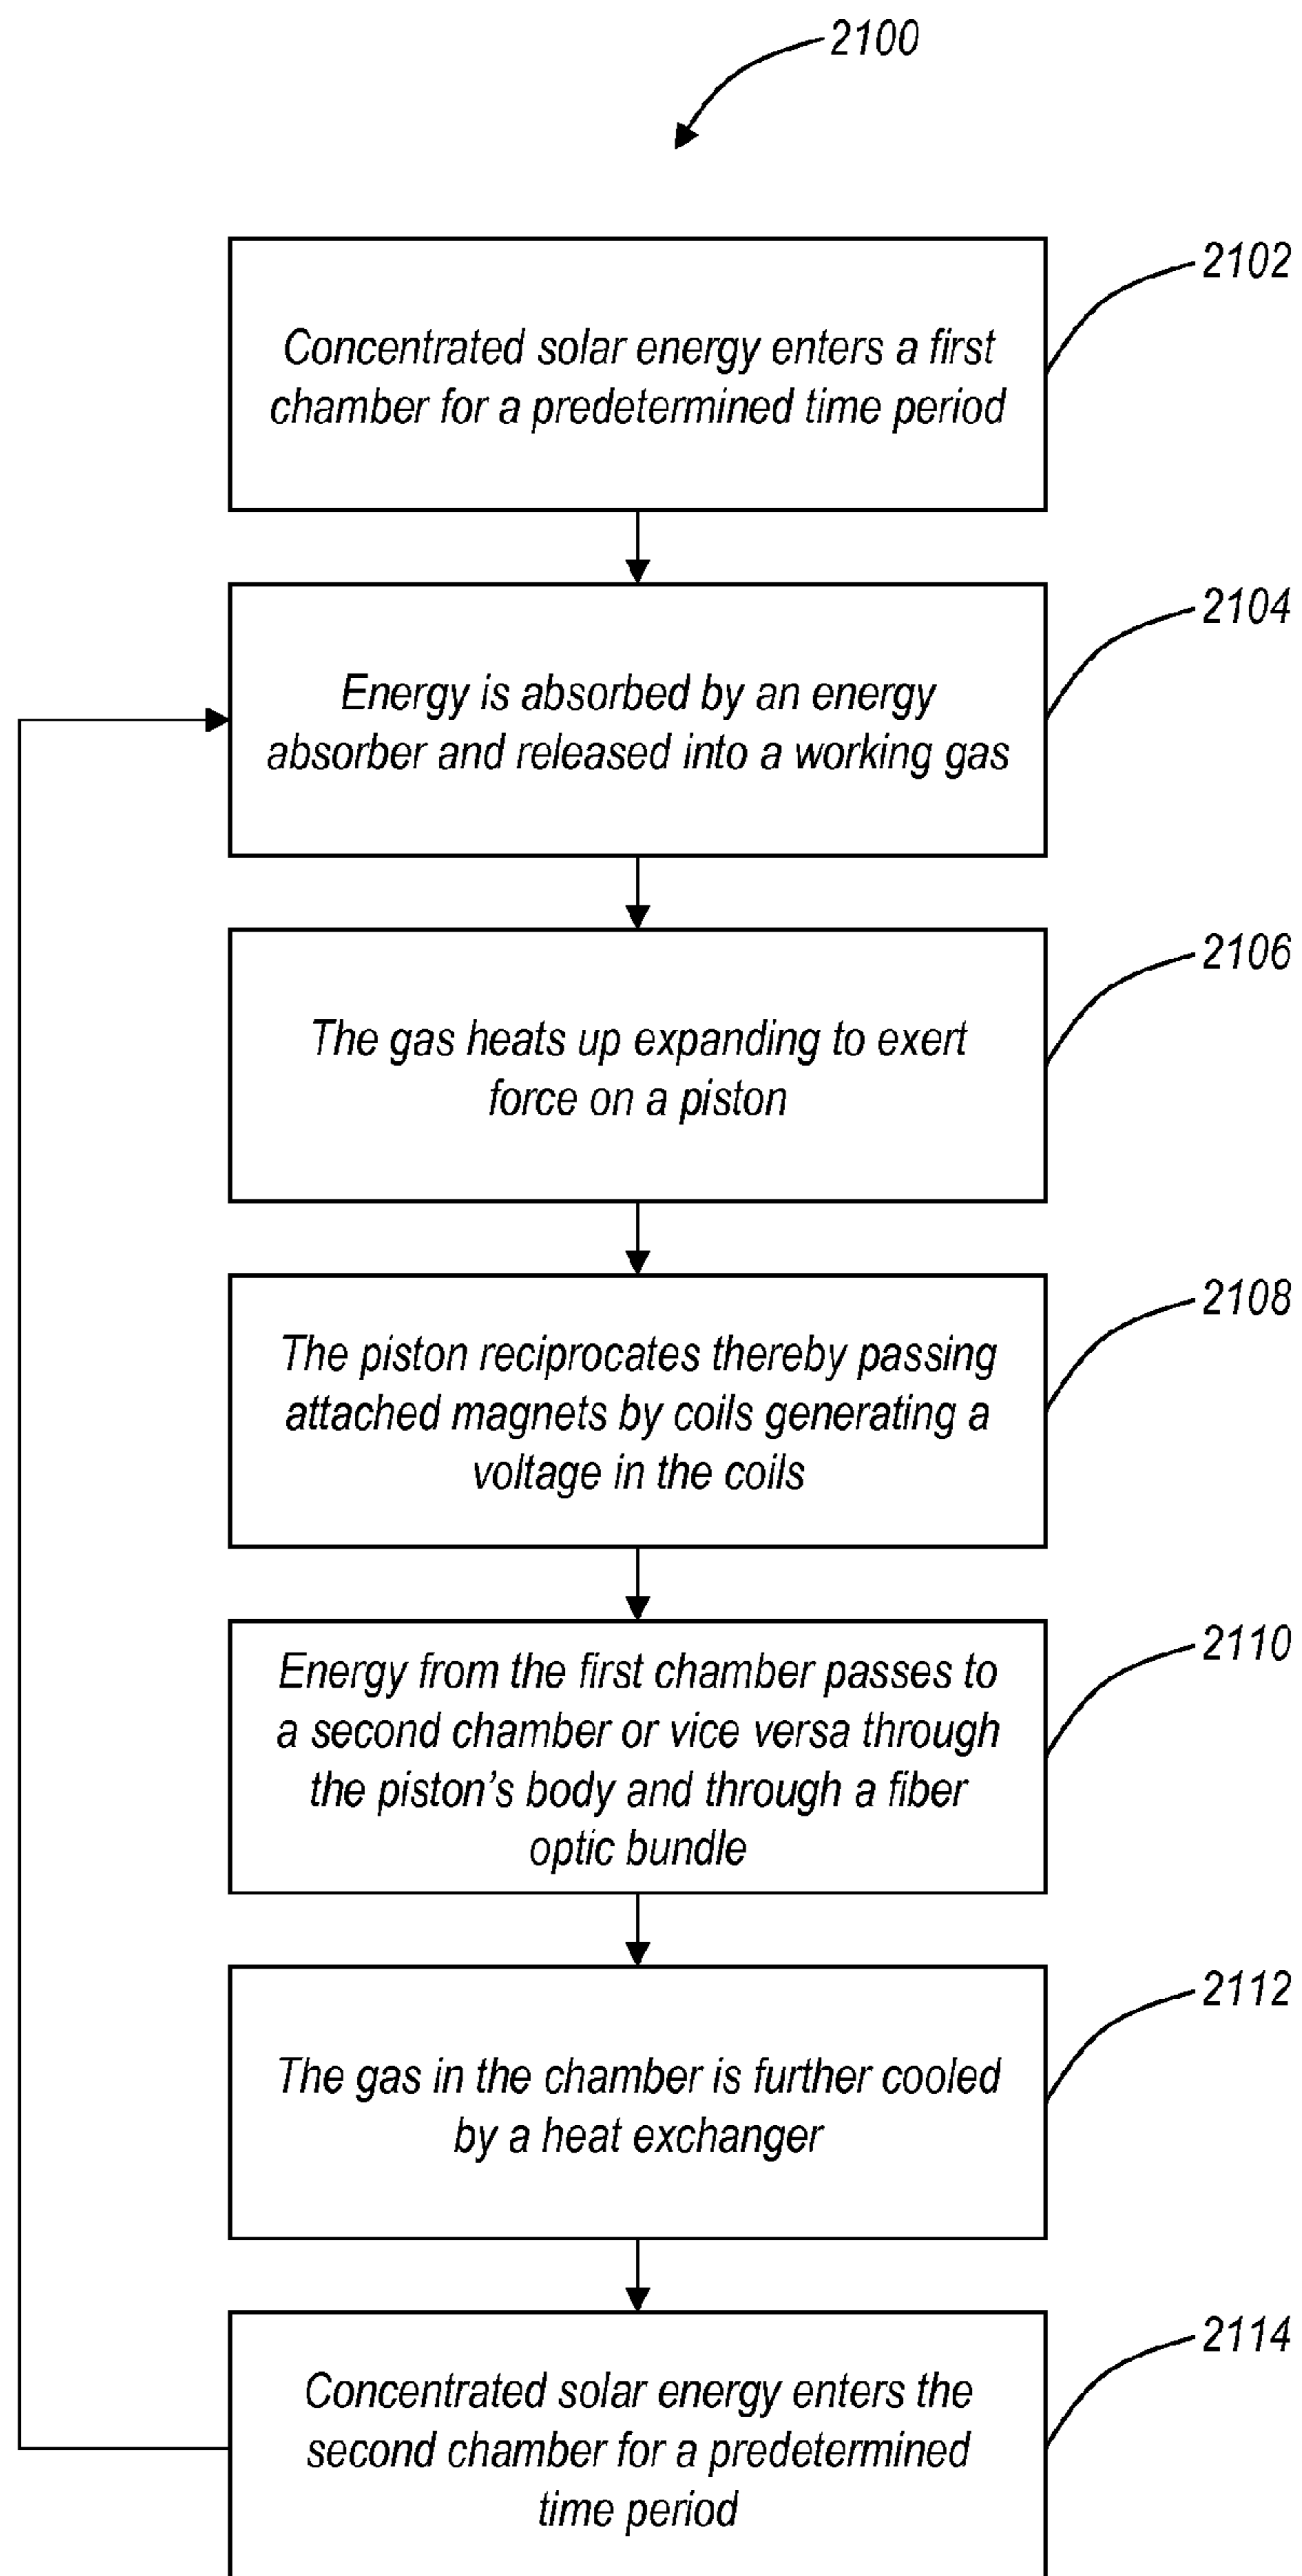 2100
2102
Concentrated solar energy enters a first
chamber for a predetermined time period
2104
Energy is absorbed by an energy
absorber and released into a working gas
2106
The gas heats up expanding to exert
force on a piston
2108
The piston reciprocates thereby passing
attached magnets by coils generating a
voltage in the coils
2110
Energy from the first chamber passes to
a second chamber or vice versa through
the piston's body and through a fiber
optic bundle
2112
The gas in the chamber is further cooled
by a heat exchanger
2114
Concentrated solar energy enters the
second chamber for a predetermined
time period